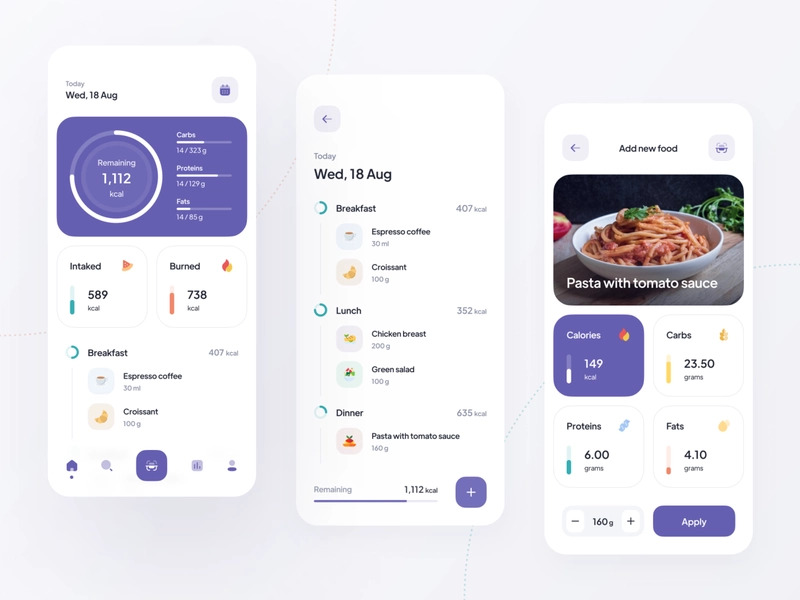 Today
Wed, 18 Aug
Remaining
1,112
kcal
Carbs
14 / 323 g
Proteins
14 / 129 g
Fats
14 / 85 g
Intaked
589
kcal
Burned
738
kcal
Breakfast 407 kcal
Espresso coffee
30 ml
Croissant
100 g
Today
Wed, 18 Aug
Breakfast 407 kcal
Espresso coffee
30 ml
Croissant
100 g
Lunch 352 kcal
Chicken breast
200 g
Green salad
100 g
Dinner 635 kcal
Pasta with tomato sauce
160 g
Remaining 1,112 kcal
Add new food
Pasta with tomato sauce
Calories
149
kcal
Carbs
23.50
grams
Proteins
6.00
grams
Fats
4.10
grams
160 g
Apply